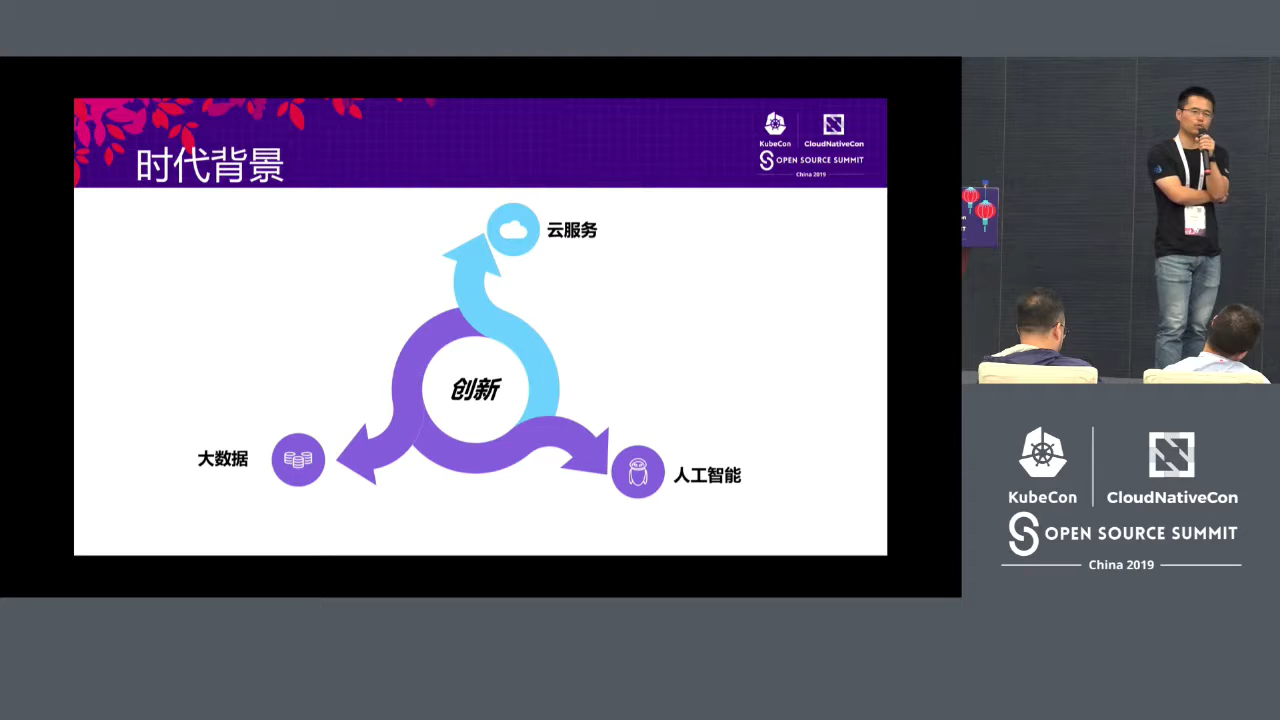 时代背景
KubeCon
CloudNativeCon
OPEN SOURCE SUMMIT
China 2019
云服务
创新
大数据
人工智能
KubeCon
CloudNativeCon
OPEN SOURCE SUMMIT
China 2019